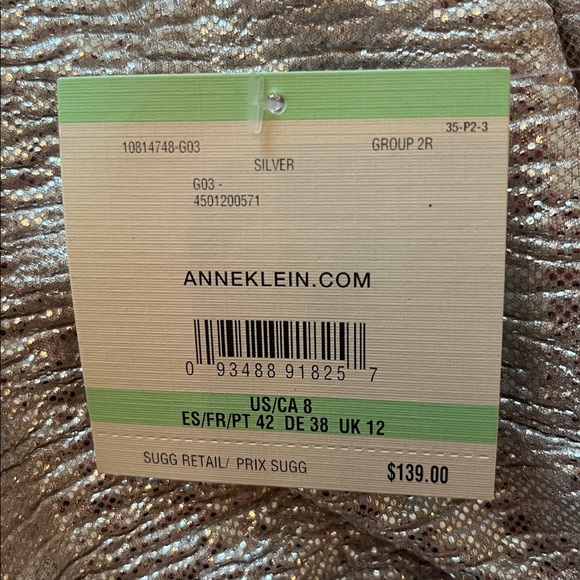 35-P2-3
10814748-G03 GROUP 2R
SILVER
G03 -
4501200571
ANNEKLEIN.COM
0 93488 91825 7
US/CA 8
ES/FR/PT 42 DE 38 UK 12
SUGG RETAIL/ PRIX SUGG $139.00